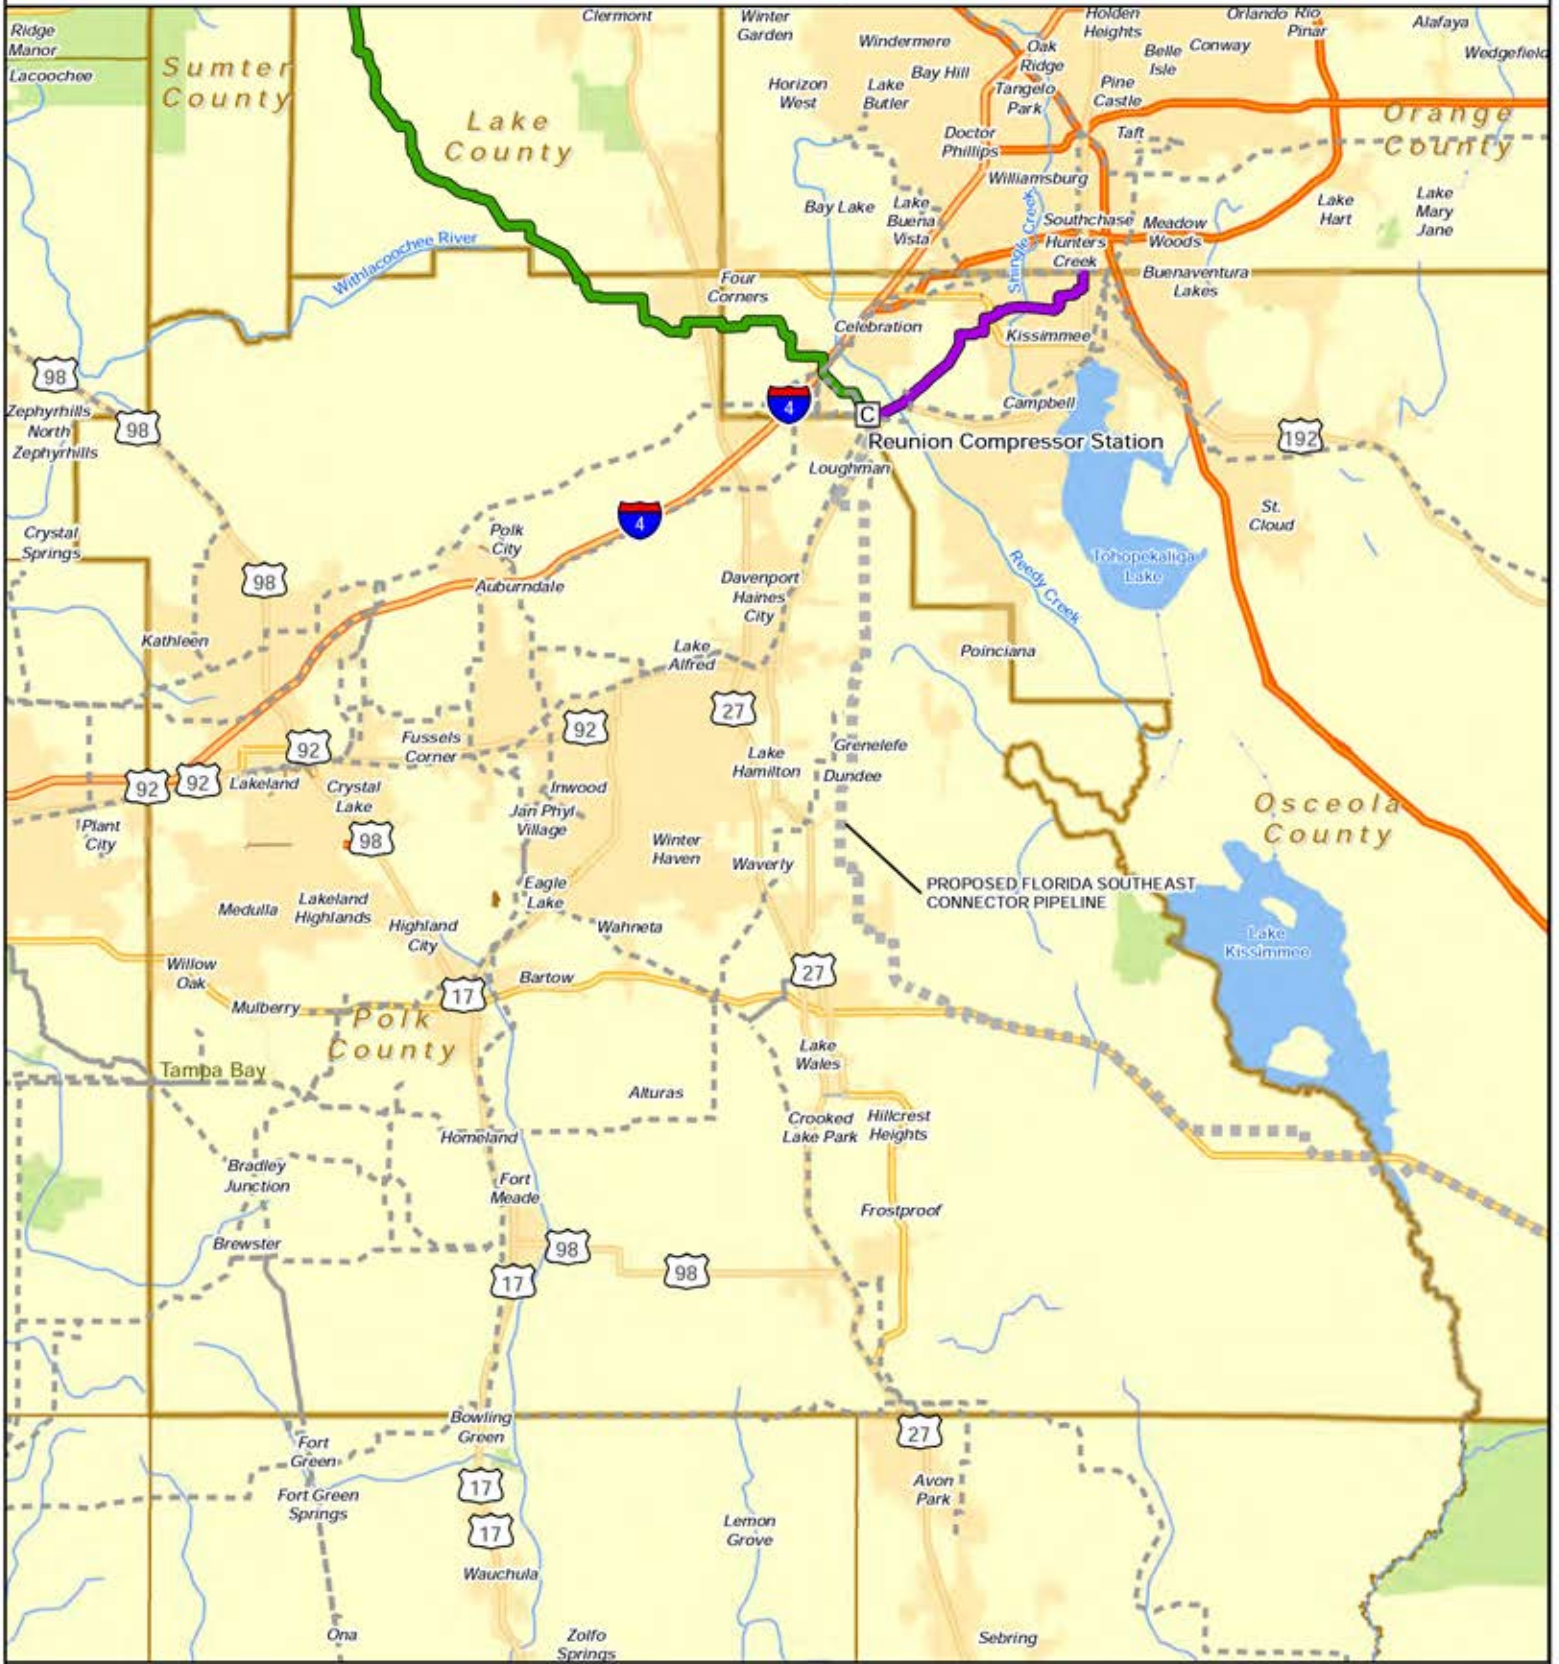 Ridge
Manor
Lacoochee
Sumter
County
Lake
County
Clermont
Winter
Garden
Windermere
Horizon
West
Lake
Butler
Bay Hill
Oak
Ridge
Tangelo
Park
Holden
Heights
Belle
Isle
Conway
Pine
Castle
Orlando
Rio
Pinar
Alafaya
Wedgefield
Doctor
Phillips
Taft
Orange
County
Williamsburg
Bay Lake
Lake
Buena
Vista
Shingle Creek
Southchase
Hunters
Creek
Meadow
Woods
Lake
Hart
Lake
Mary
Jane
Withlacoochee River
Four
Corners
Buenaventura
Lakes
Celebration
Kissimmee
98
Zephyrhills
North
Zephyrhills
98
4
C
Campbell
Reunion Compressor Station
192
Loughman
4
Crystal
Springs
Polk
City
St.
Cloud
98
Auburndale
Davenport
Haines
City
Reedy Creek
Tohopekaliga
Lake
Kathleen
Lake
Alfred
Poinciana
27
92
92
Fussels
Corner
Lake
Hamilton
Grenelefe
Dundee
92
92
Lakeland
Crystal
Lake
Inwood
Jan Phyl
Village
Osceola
County
Plant
City
98
Winter
Haven
Waverly
PROPOSED FLORIDA SOUTHEAST
CONNECTOR PIPELINE
Medulla
Lakeland
Highlands
Eagle
Lake
Highland
City
Wahneta
Lake
Kissimmee
Willow
Oak
27
Bartow
17
Mulberry
Polk
County
Lake
Wales
Tampa Bay
Alturas
Crooked
Lake Park
Hillcrest
Heights
Homeland
Bradley
Junction
Fort
Meade
Frostproof
Brewster
98
98
17
Bowling
Green
27
Fort
Green
17
Fort Green
Springs
Avon
Park
17
Lemon
Grove
Wauchula
Ona
Zolfo
Springs
Sebring